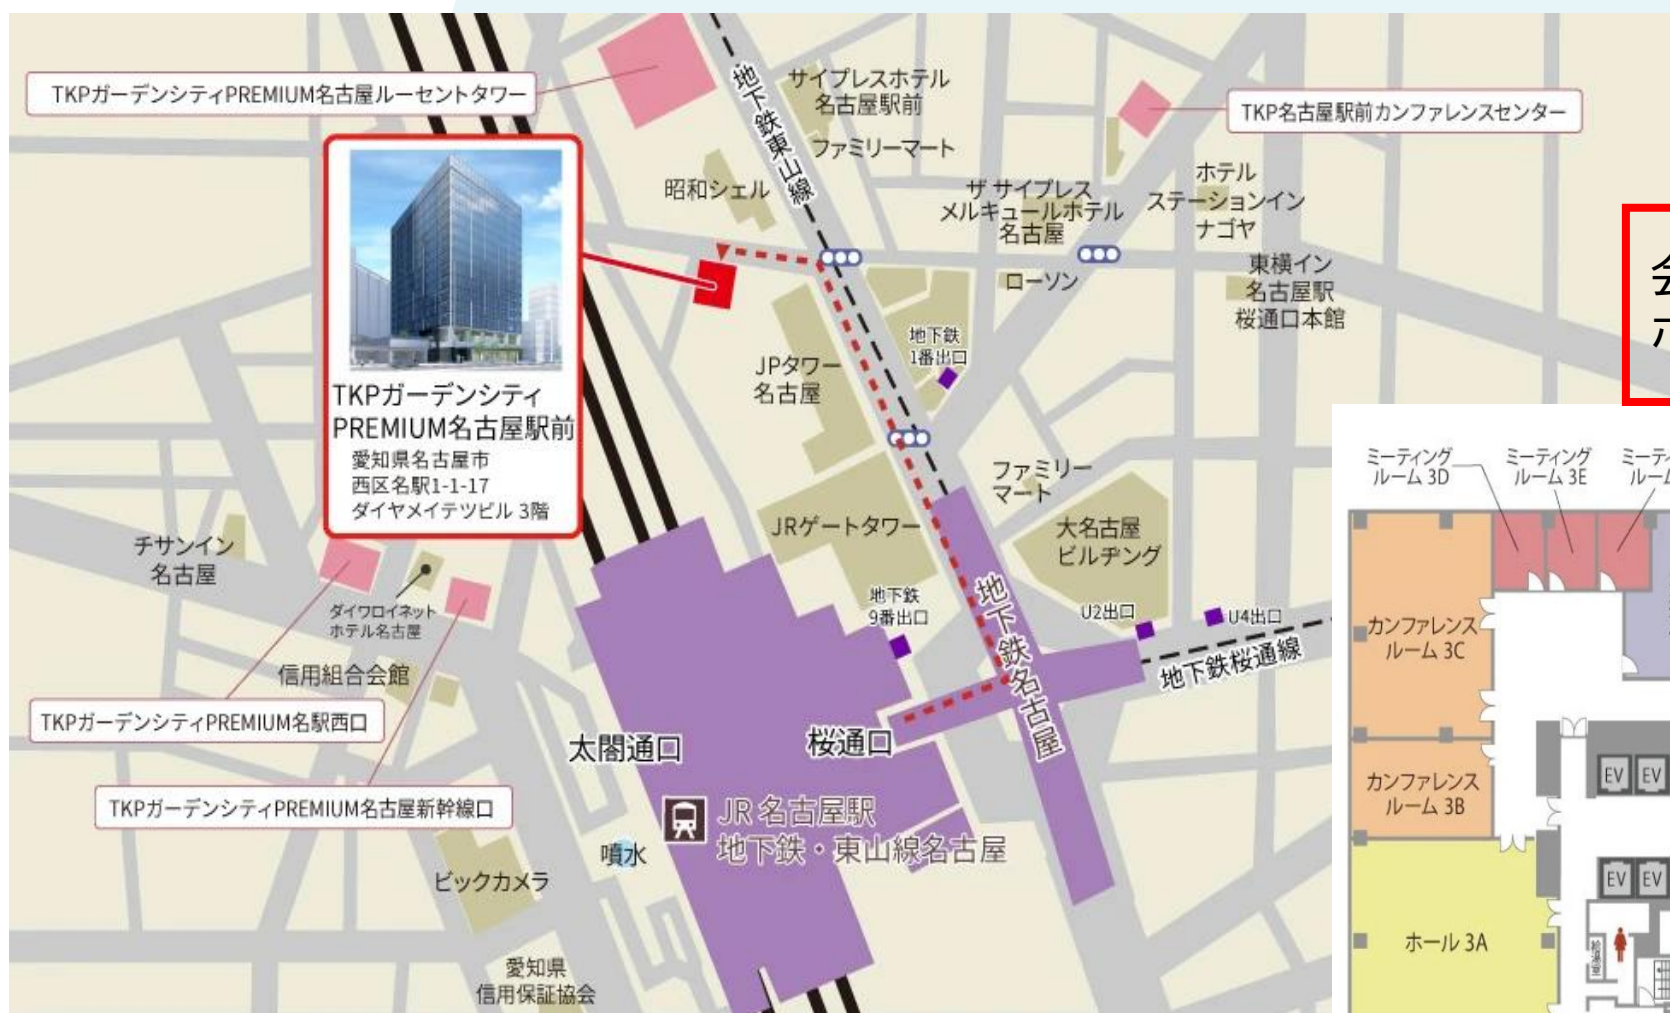 TKPガーデンシティPREMIUM名古屋ルーセントタワー
地下鉄東山線
サイプレスホテル
名古屋駅前
ファミリーマート
TKP名古屋駅前カンファレンスセンター
昭和シェル
ザ サイプレス
メルキュールホテル
名古屋
ホテル
ステーションイン
ナゴヤ
ローソン
東横イン
名古屋駅
桜通口本館
地下鉄
1番出口
JPタワー
名古屋
TKPガーデンシティ
PREMIUM名古屋駅前
愛知県名古屋市
西区名駅1-1-17
ダイヤメイテツビル 3階
ファミリー
マート
JRゲートタワー
大名古屋
ビルヂング
チサンイン
名古屋
ダイワロイネット
ホテル名古屋
地下鉄
9番出口
地下鉄名古屋
U2出口
U4出口
地下鉄桜通線
信用組合会館
TKPガーデンシティPREMIUM名駅西口
太閤通口
桜通口
TKPガーデンシティPREMIUM名古屋新幹線口
JR 名古屋駅
地下鉄・東山線名古屋
噴水
ビックカメラ
愛知県
信用保証協会
ミーティング
ルーム 3D
ミーティング
ルーム 3E
カンファレンス
ルーム 3C
カンファレンス
ルーム 3B
EV
EV
EV
EV
ホール 3A
給湯室